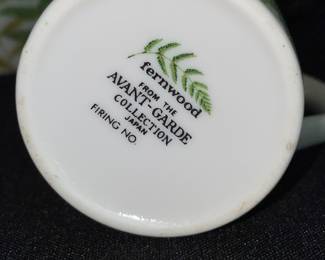 fernwood
FROM THE
AVANT-GARDE
COLLECTION
JAPAN
FIRING NO.